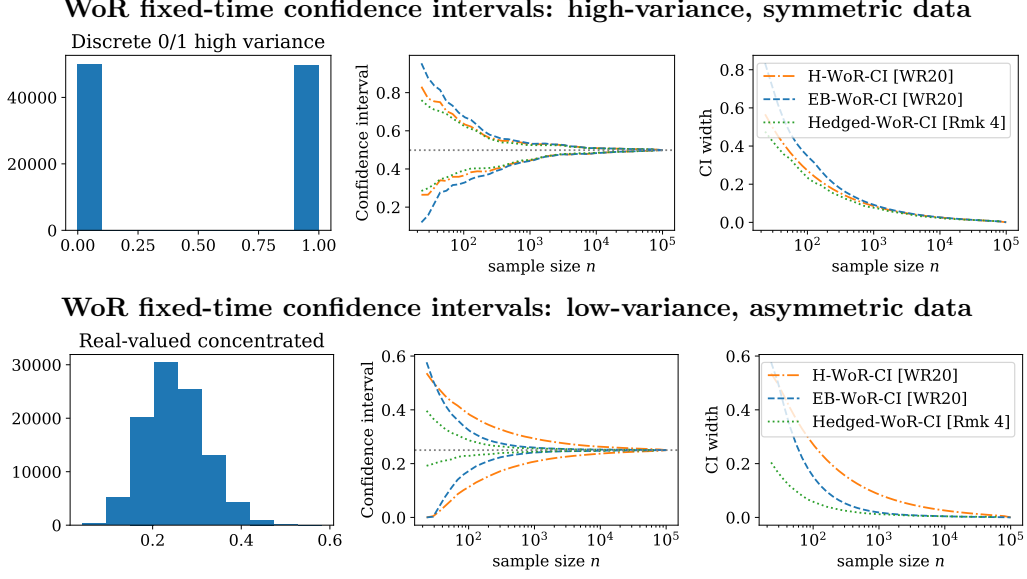 WoR fixed-time confidence intervals: high-variance, symmetric data
Discrete 0/1 high variance
40000
20000
0
0.00 0.25 0.50 0.75 1.00
Confidence interval
0.8
0.6
0.4
0.2
10² 10³ 10⁴ 10⁵
sample size n
CI width
0.8
0.6
0.4
0.2
0.0
H-WoR-CI [WR20]
EB-WoR-CI [WR20]
Hedged-WoR-CI [Rmk 4]
10² 10³ 10⁴ 10⁵
sample size n
WoR fixed-time confidence intervals: low-variance, asymmetric data
Real-valued concentrated
30000
20000
10000
0
0.2 0.4 0.6
Confidence interval
0.6
0.4
0.2
0.0
10² 10³ 10⁴ 10⁵
sample size n
CI width
0.6
0.4
0.2
0.0
H-WoR-CI [WR20]
EB-WoR-CI [WR20]
Hedged-WoR-CI [Rmk 4]
10² 10³ 10⁴ 10⁵
sample size n